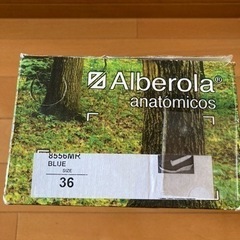 Alberola®
anatómicos
8556MR
BLUE
SIZE
36